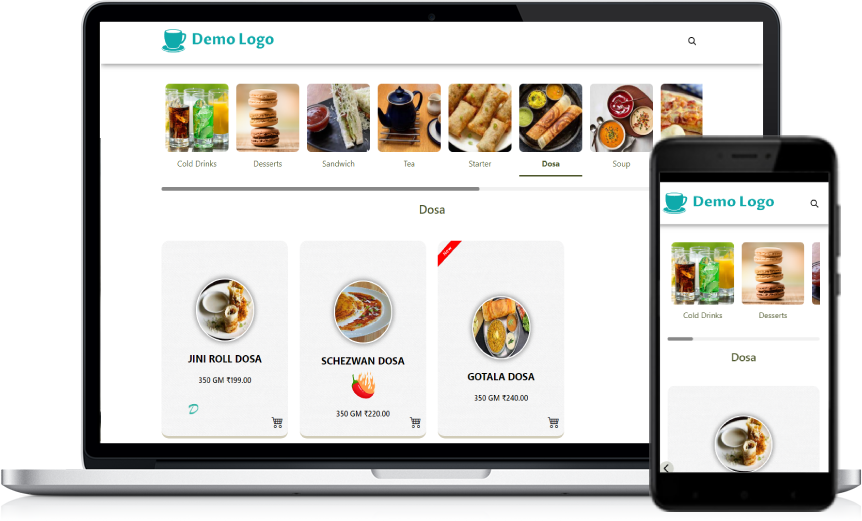 Demo Logo
Cold Drinks
Desserts
Sandwich
Tea
Starter
Dosa
Soup
Dosa
JINI ROLL DOSA
350 GM ₹199.00
D
SCHEZWAN DOSA
350 GM ₹220.00
GOTALA DOSA
350 GM ₹240.00
Demo Logo
Cold Drinks
Desserts
Dosa